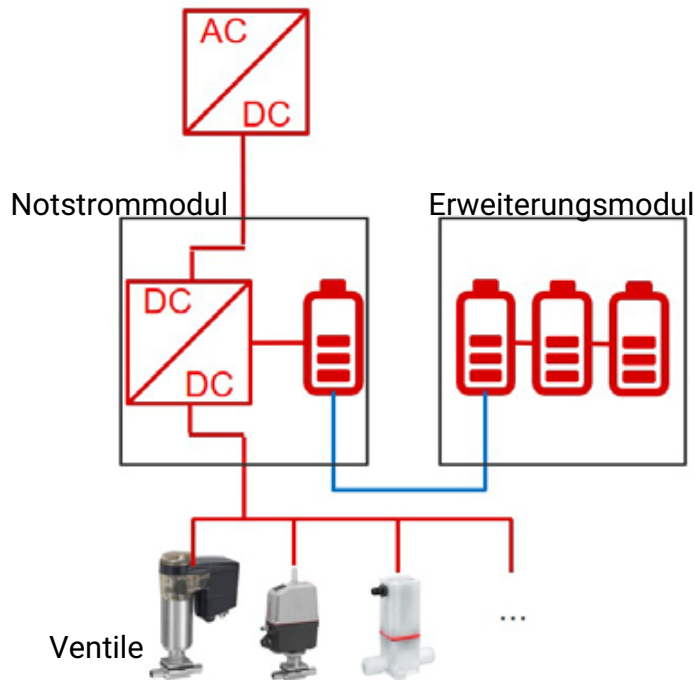 AC
DC
Notstrommodul
Erweiterungsmodul
DC
DC
Ventile
...